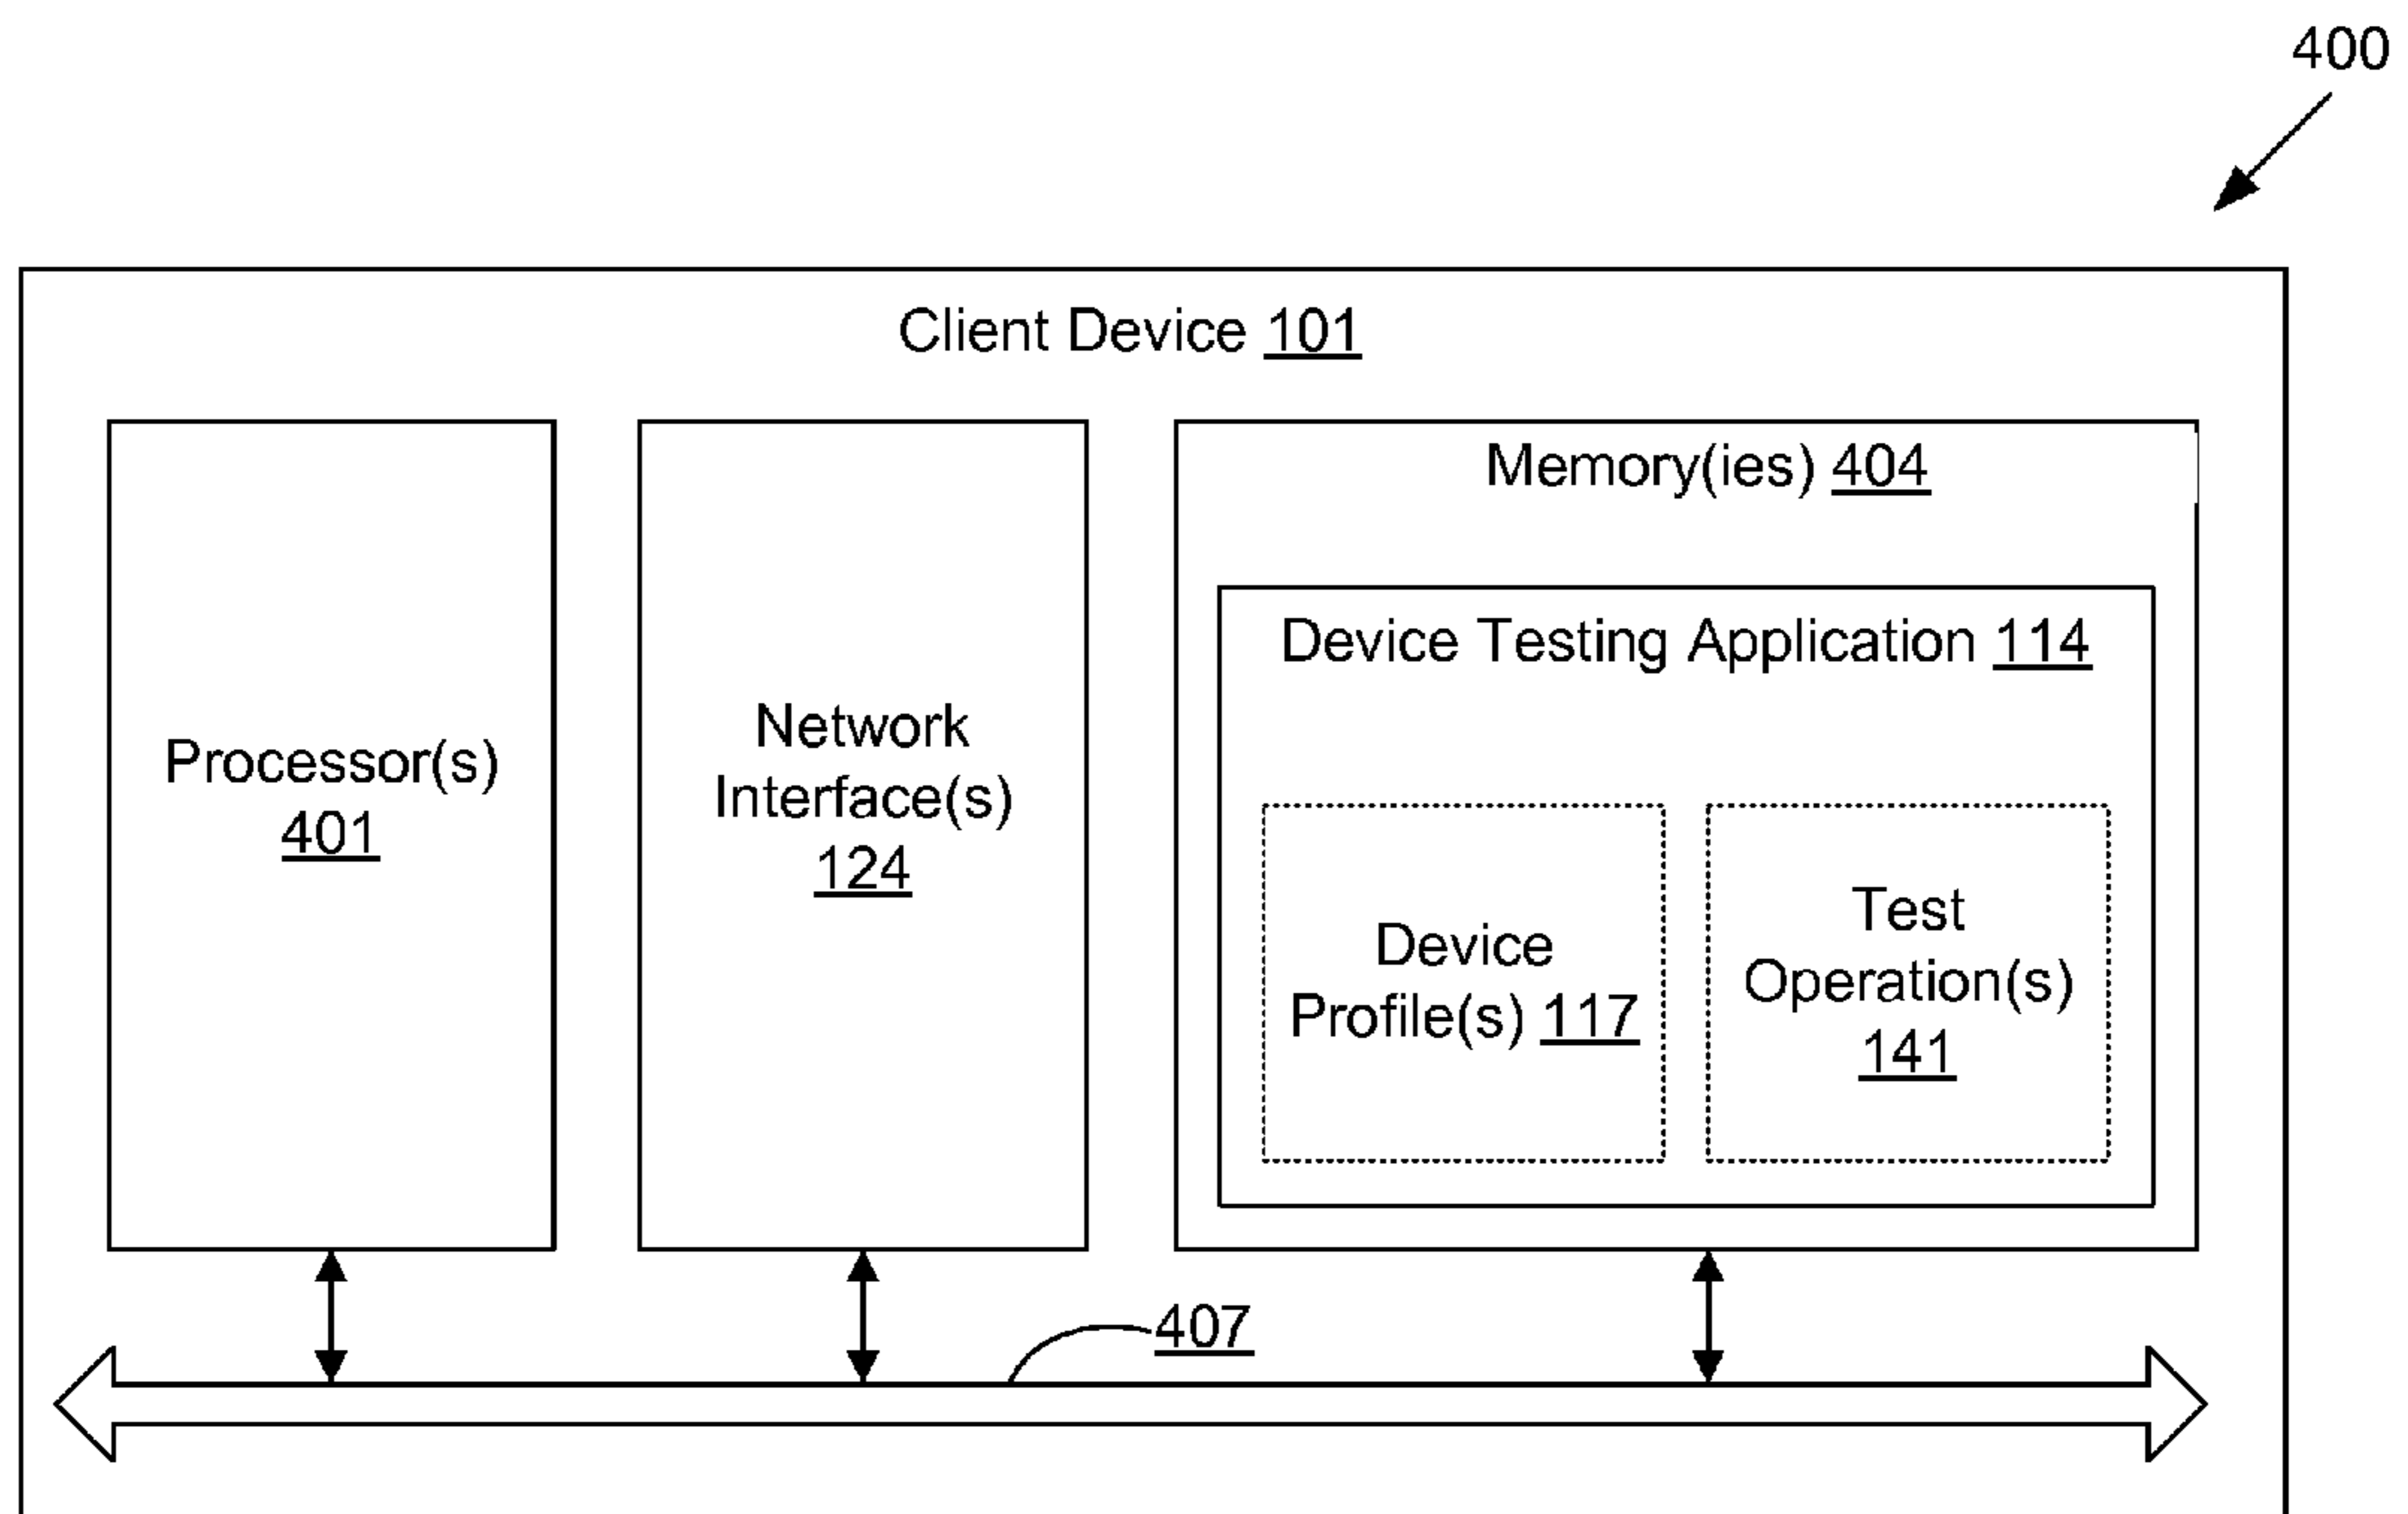 400
Client Device 101
Processor(s)
401
Network
Interface(s)
124
Memory(ies) 404
Device Testing Application 114
Device
Profile(s) 117
Test
Operation(s)
141
407